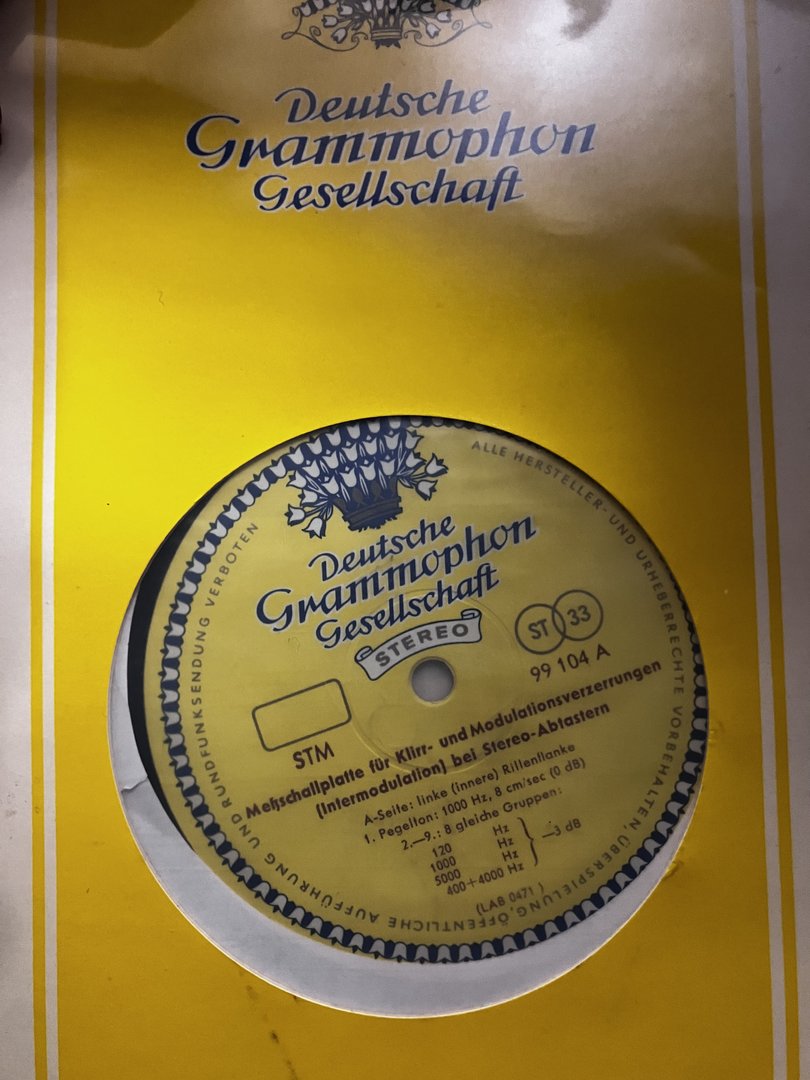 Deutsche
Grammophon
Gesellschaft
ALLE HERSTELLER- UND URHEBERRECHTE VORBEHALTEN, ÜBERSPIELUNG, ÖFFENTLICHE AUFFÜHRUNG UND RUNDFUNKSENDUNG VERBOTEN
Deutsche
Grammophon
Gesellschaft
STEREO
ST 33
99 104 A
STM
Meßschallplatte für Klirr- und Modulationsverzerrungen
(Intermodulation) bei Stereo-Abtastern
A-Seite: linke (innere) Rillenflanke
1. Pegelton: 1000 Hz, 8 cm/sec (0 dB)
2.—9.: 8 gleiche Gruppen:
120 Hz
1000 Hz
5000 Hz
400+4000 Hz
} —3 dB
(LAB 0471)